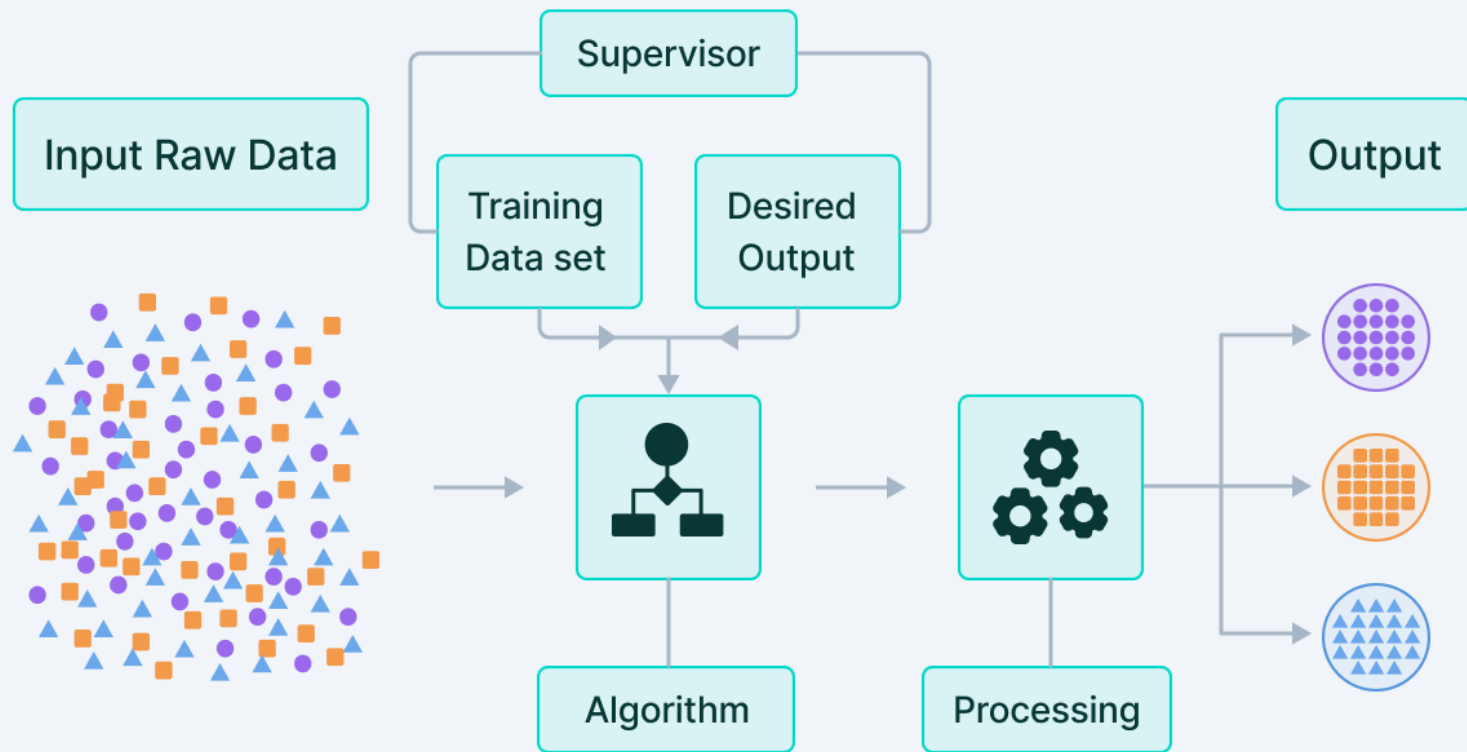 Supervisor
Input Raw Data
Output
Training
Data set
Desired
Output
Algorithm
Processing